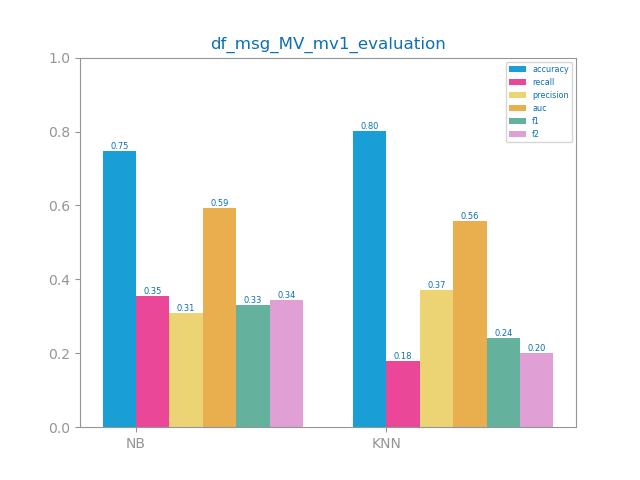 df_msg_MV_mv1_evaluation
1.0
0.8
0.6
0.4
0.2
0.0
accuracy
recall
precision
auc
f1
f2
0.75
0.35
0.31
0.59
0.33
0.34
0.80
0.18
0.37
0.56
0.24
0.20
NB
KNN